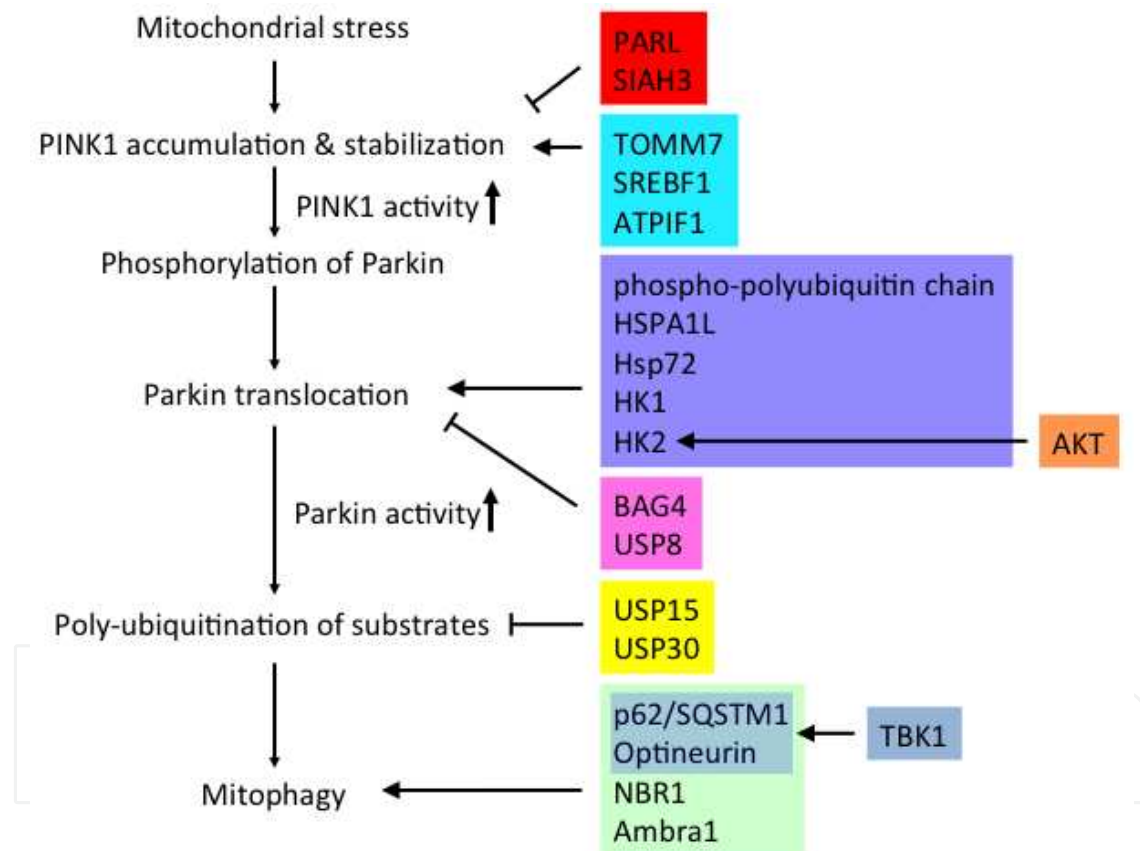 Mitochondrial stress
PARL
SIAH3
PINK1 accumulation & stabilization
TOMM7
SREBF1
ATPIF1
PINK1 activity
Phosphorylation of Parkin
phospho-polyubiquitin chain
HSPA1L
Hsp72
HK1
HK2
AKT
Parkin translocation
BAG4
USP8
Parkin activity
Poly-ubiquitination of substrates
USP15
USP30
p62/SQSTM1
Optineurin
TBK1
NBR1
Ambra1
Mitophagy